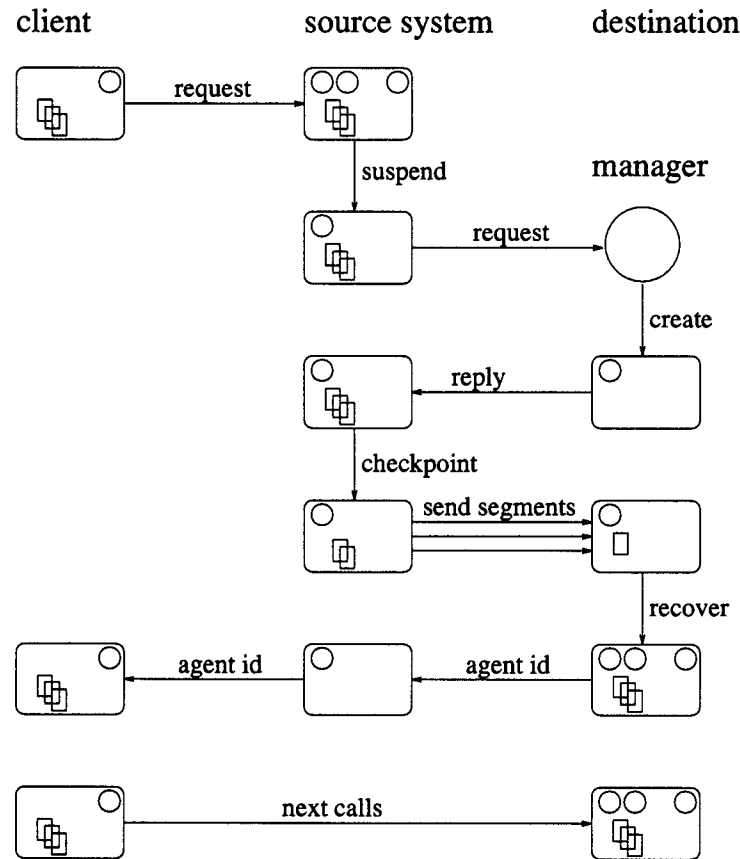 client
source system
destination
request
suspend
manager
request
create
reply
checkpoint
send segments
recover
agent id
agent id
next calls